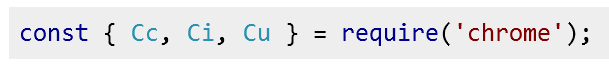 const { Cc, Ci, Cu } = require('chrome');